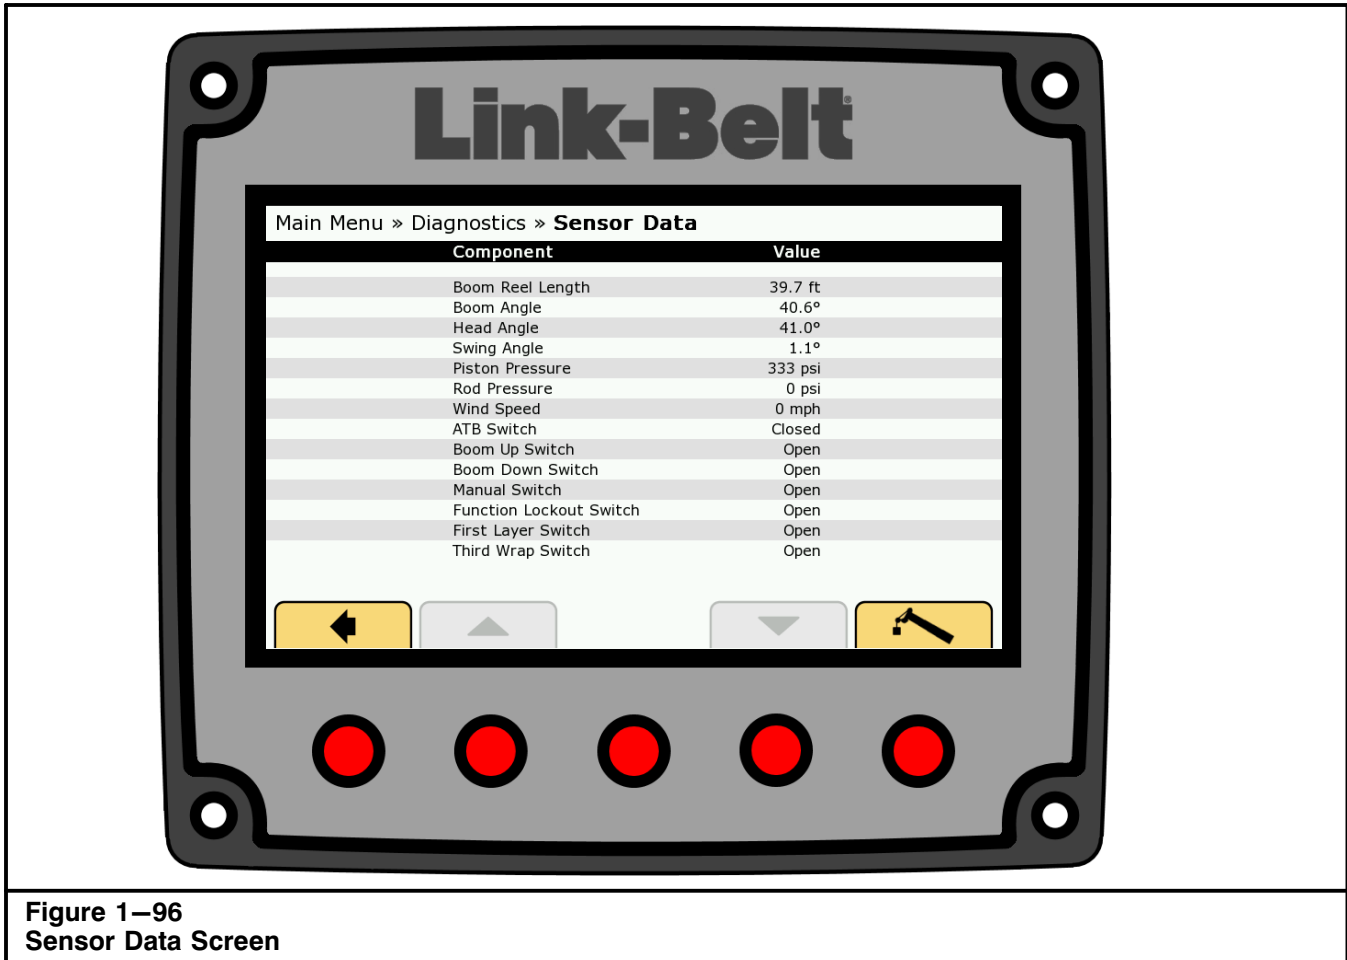 Link-Belt®
Main Menu » Diagnostics » Sensor Data
Component Value
Boom Reel Length 39.7 ft
Boom Angle 40.6º
Head Angle 41.0º
Swing Angle 1.1º
Piston Pressure 333 psi
Rod Pressure 0 psi
Wind Speed 0 mph
ATB Switch Closed
Boom Up Switch Open
Boom Down Switch Open
Manual Switch Open
Function Lockout Switch Open
First Layer Switch Open
Third Wrap Switch Open
Figure 1–96
Sensor Data Screen